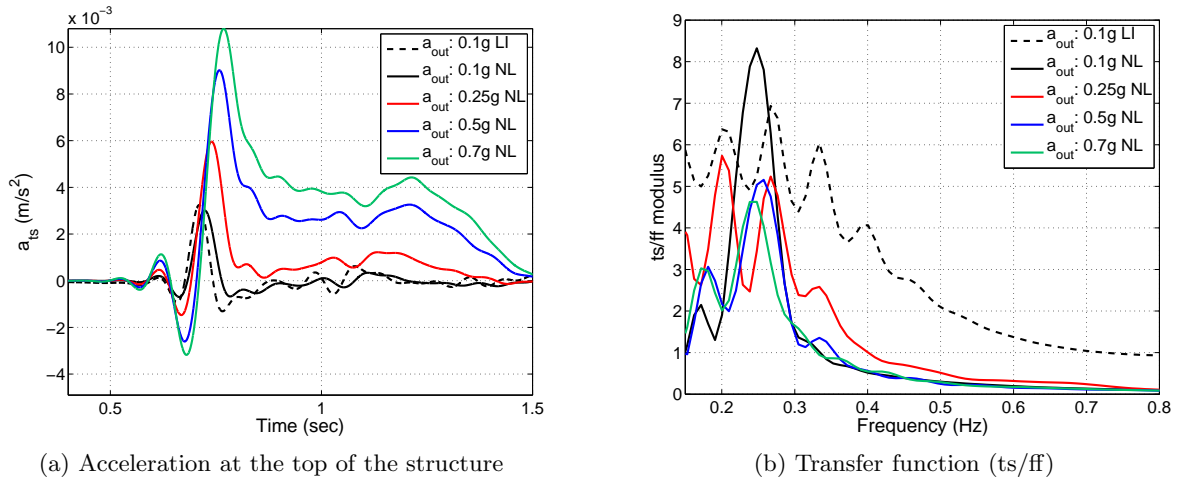 x 10⁻³
10
8
6
4
2
0
−2
−4
0.5
1
1.5
a_ts (m/s²)
Time (sec)
a_out: 0.1g LI
a_out: 0.1g NL
a_out: 0.25g NL
a_out: 0.5g NL
a_out: 0.7g NL
(a) Acceleration at the top of the structure
9
8
7
6
5
4
3
2
1
0
0.2
0.3
0.4
0.5
0.6
0.7
0.8
ts/ff modulus
Frequency (Hz)
a_out: 0.1g LI
a_out: 0.1g NL
a_out: 0.25g NL
a_out: 0.5g NL
a_out: 0.7g NL
(b) Transfer function (ts/ff)